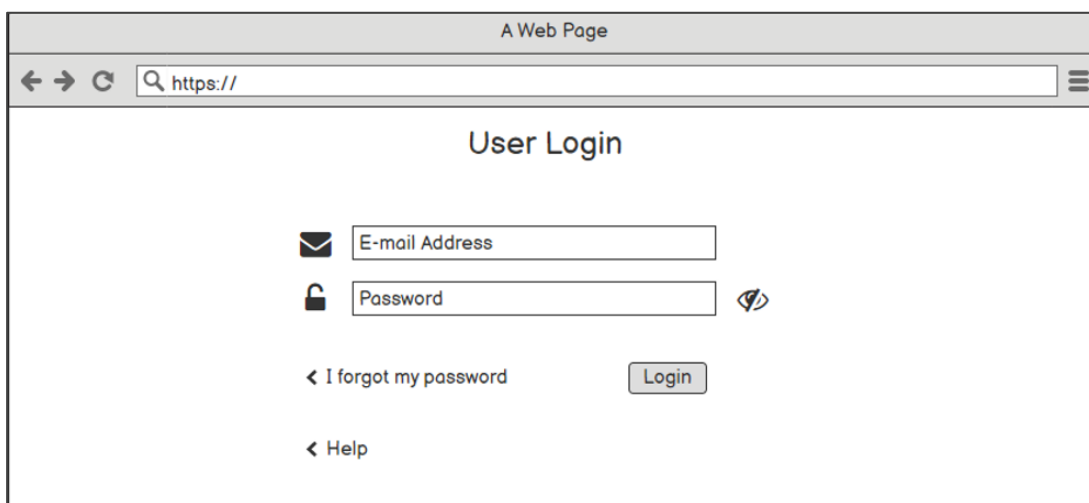 A Web Page
https://
User Login
E-mail Address
Password
I forgot my password
Login
Help